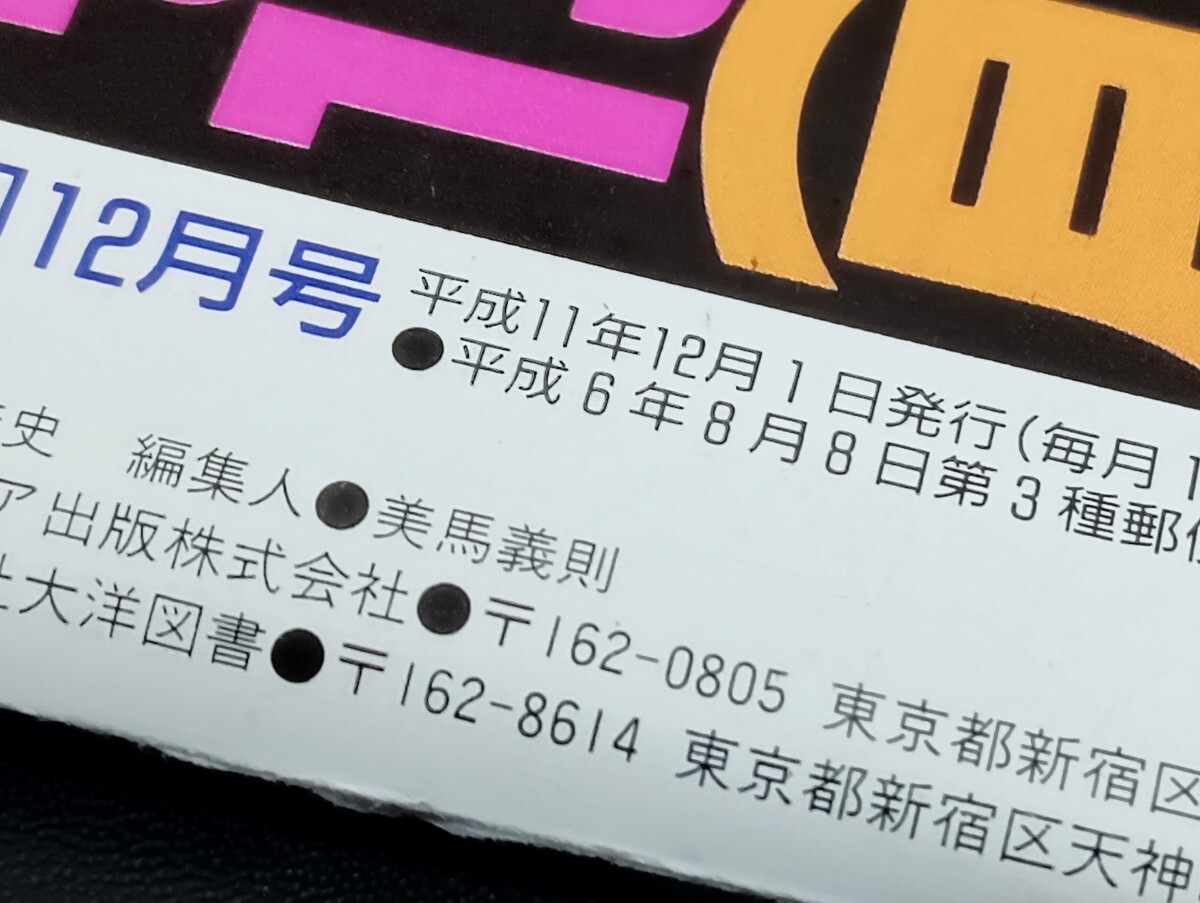 12月号
平成11年12月1日発行(毎月1
●平成6年8月8日第3種郵便
史 編集人●美馬義則
ア出版株式会社●〒162-0805 東京都新宿区
社大洋図書●〒162-8614 東京都新宿区天神